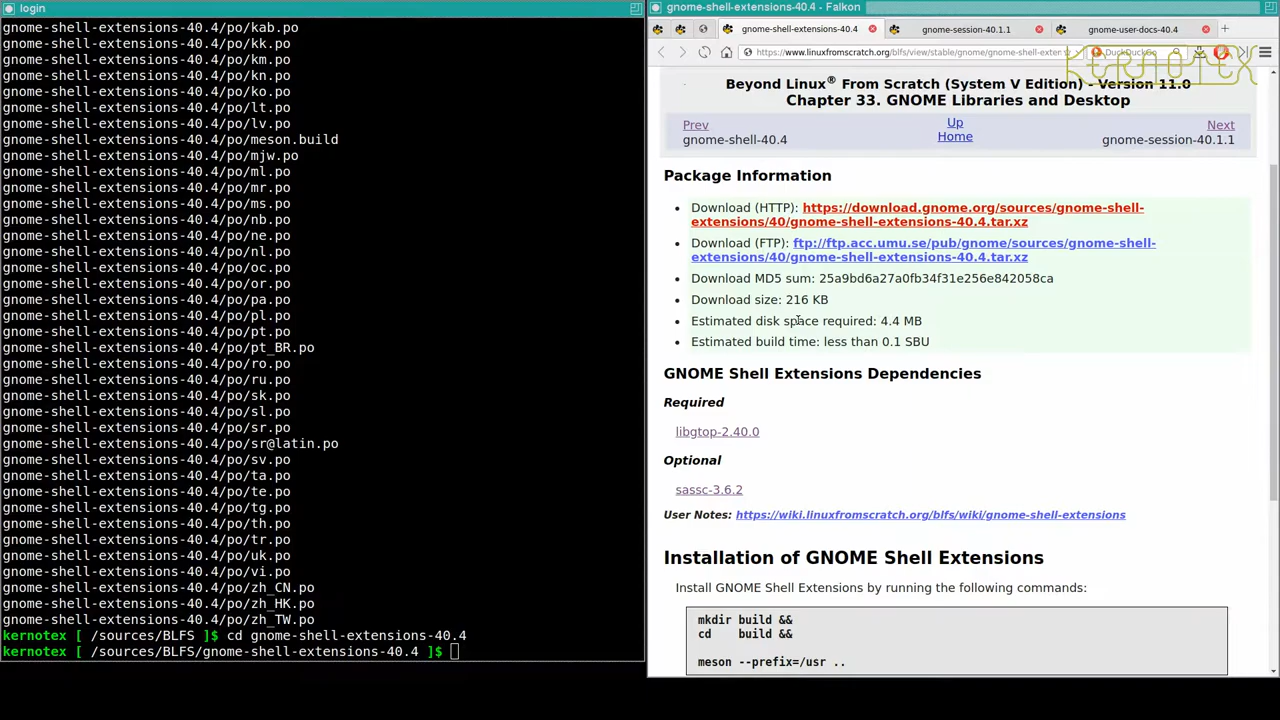 login
gnome-shell-extensions-40.4/po/kab.po
gnome-shell-extensions-40.4/po/kk.po
gnome-shell-extensions-40.4/po/km.po
gnome-shell-extensions-40.4/po/kn.po
gnome-shell-extensions-40.4/po/ko.po
gnome-shell-extensions-40.4/po/lt.po
gnome-shell-extensions-40.4/po/lv.po
gnome-shell-extensions-40.4/po/meson.build
gnome-shell-extensions-40.4/po/mjw.po
gnome-shell-extensions-40.4/po/ml.po
gnome-shell-extensions-40.4/po/mr.po
gnome-shell-extensions-40.4/po/ms.po
gnome-shell-extensions-40.4/po/nb.po
gnome-shell-extensions-40.4/po/ne.po
gnome-shell-extensions-40.4/po/nl.po
gnome-shell-extensions-40.4/po/oc.po
gnome-shell-extensions-40.4/po/or.po
gnome-shell-extensions-40.4/po/pa.po
gnome-shell-extensions-40.4/po/pl.po
gnome-shell-extensions-40.4/po/pt.po
gnome-shell-extensions-40.4/po/pt_BR.po
gnome-shell-extensions-40.4/po/ro.po
gnome-shell-extensions-40.4/po/ru.po
gnome-shell-extensions-40.4/po/sk.po
gnome-shell-extensions-40.4/po/sl.po
gnome-shell-extensions-40.4/po/sr.po
gnome-shell-extensions-40.4/po/sr@latin.po
gnome-shell-extensions-40.4/po/sv.po
gnome-shell-extensions-40.4/po/ta.po
gnome-shell-extensions-40.4/po/te.po
gnome-shell-extensions-40.4/po/tg.po
gnome-shell-extensions-40.4/po/th.po
gnome-shell-extensions-40.4/po/tr.po
gnome-shell-extensions-40.4/po/uk.po
gnome-shell-extensions-40.4/po/vi.po
gnome-shell-extensions-40.4/po/zh_CN.po
gnome-shell-extensions-40.4/po/zh_HK.po
gnome-shell-extensions-40.4/po/zh_TW.po
kernotex [ /sources/BLFS ]$ cd gnome-shell-extensions-40.4
kernotex [ /sources/BLFS/gnome-shell-extensions-40.4 ]$
gnome-shell-extensions-40.4 - Falkon
gnome-shell-extensions-40.4 gnome-session-40.1.1 gnome-user-docs-40.4
https://www.linuxfromscratch.org/blfs/view/stable/gnome/gnome-shell-exten DuckDuckGo
KERNOTEX
Beyond Linux® From Scratch (System V Edition) - Version 11.0
Chapter 33. GNOME Libraries and Desktop
Prev Up Next
gnome-shell-40.4 Home gnome-session-40.1.1
Package Information
Download (HTTP): https://download.gnome.org/sources/gnome-shell-
extensions/40/gnome-shell-extensions-40.4.tar.xz
Download (FTP): ftp://ftp.acc.umu.se/pub/gnome/sources/gnome-shell-
extensions/40/gnome-shell-extensions-40.4.tar.xz
Download MD5 sum: 25a9bd6a27a0fb34f31e256e842058ca
Download size: 216 KB
Estimated disk space required: 4.4 MB
Estimated build time: less than 0.1 SBU
GNOME Shell Extensions Dependencies
Required
libgtop-2.40.0
Optional
sassc-3.6.2
User Notes: https://wiki.linuxfromscratch.org/blfs/wiki/gnome-shell-extensions
Installation of GNOME Shell Extensions
Install GNOME Shell Extensions by running the following commands:
mkdir build &&
cd    build &&
meson --prefix=/usr ..